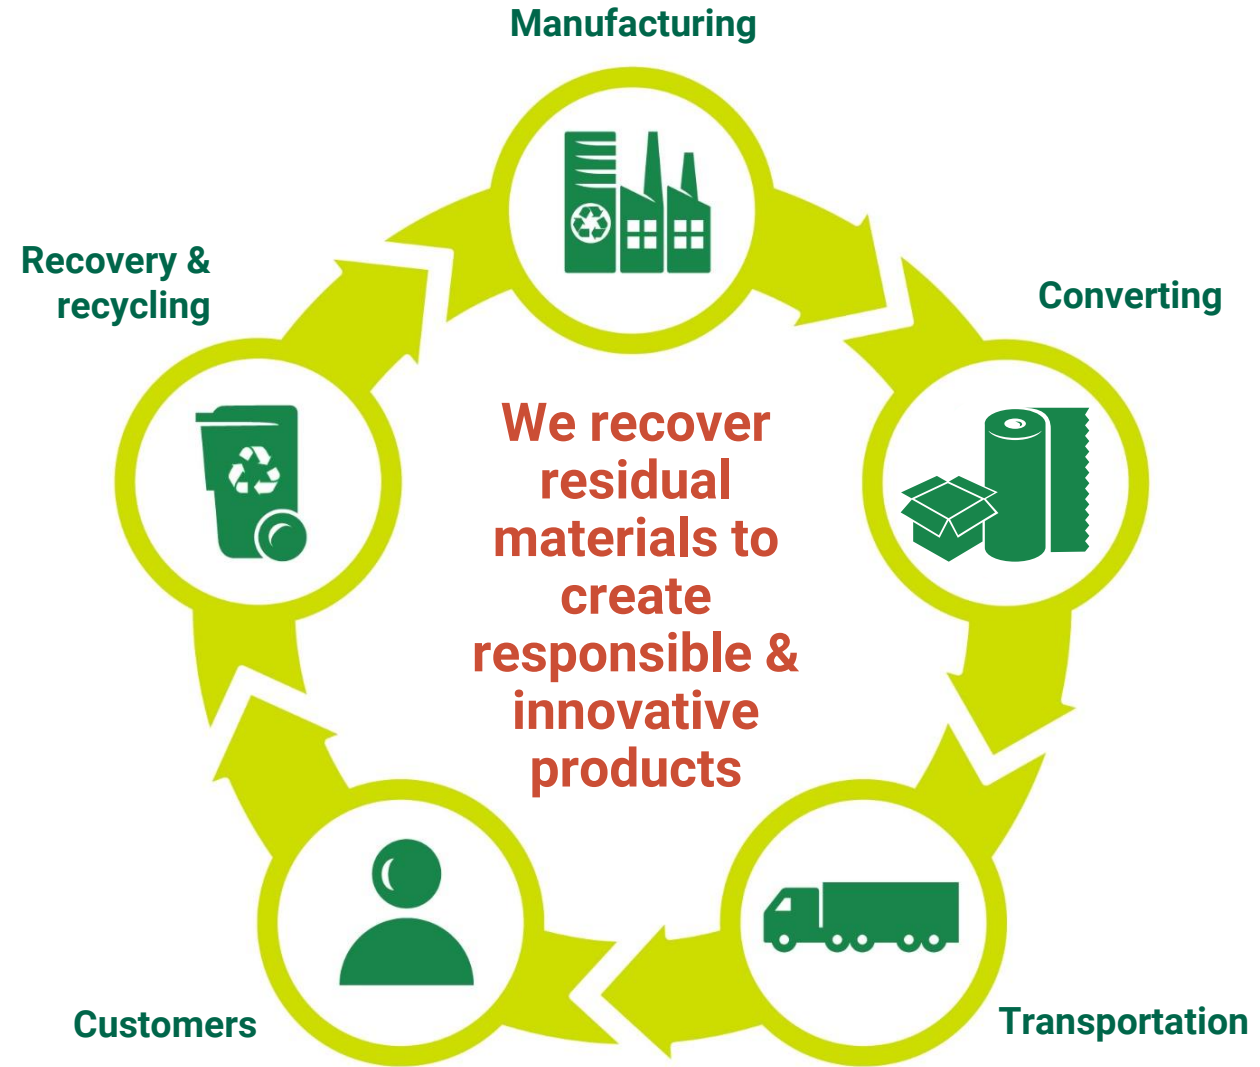 Manufacturing
Recovery &
recycling
Converting
We recover
residual
materials to
create
responsible &
innovative
products
Customers
Transportation